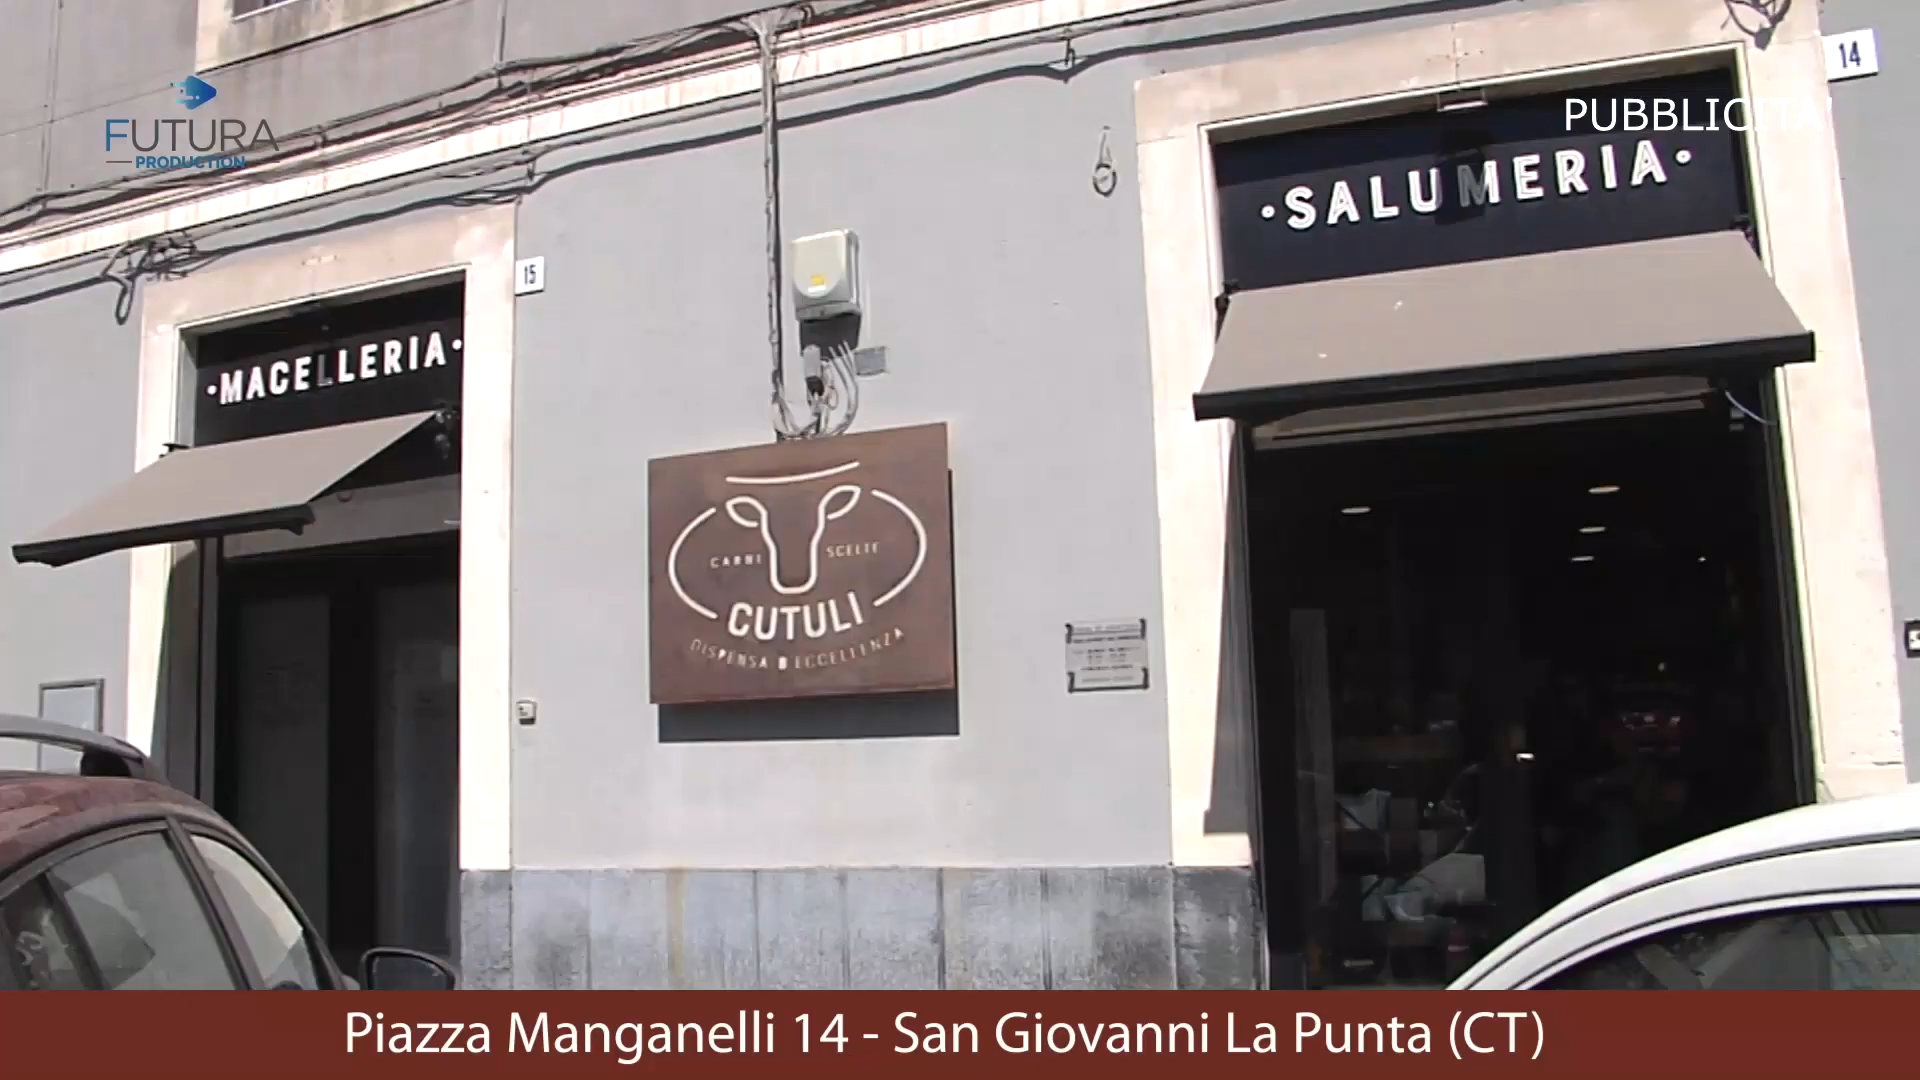 FUTURA
PRODUCTION
PUBBLICITA'
14
·SALUMERIA·
15
·MACELLERIA·
CARNI SCELTE
CUTULI
DISPENSA D'ECCELLENZA
Piazza Manganelli 14 - San Giovanni La Punta (CT)